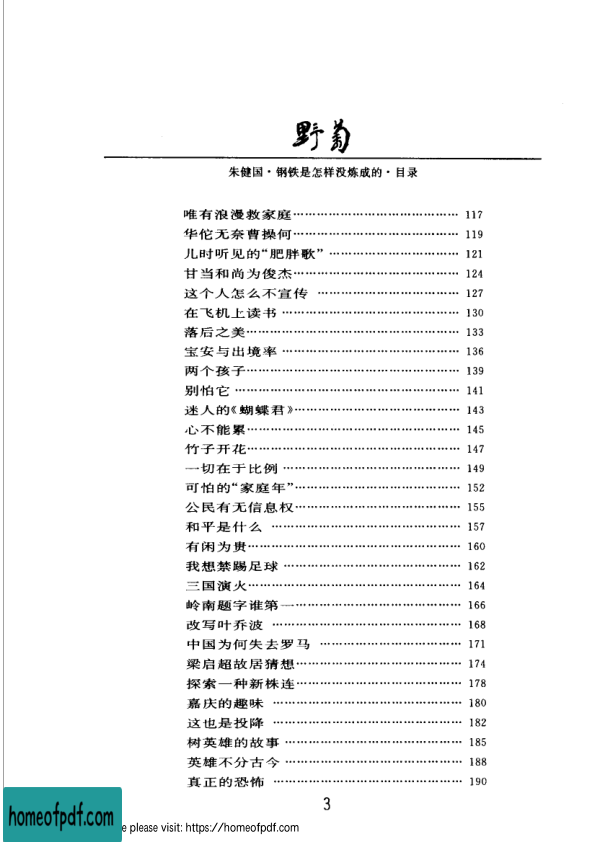 野菊
朱健国·钢铁是怎样没炼成的·目录
唯有浪漫救家庭…………………………………… 117
华佗无奈曹操何…………………………………… 119
儿时听见的“肥胖歌” …………………………… 121
甘当和尚为俊杰…………………………………… 124
这个人怎么不宣传 ……………………………… 127
在飞机上读书 …………………………………… 130
落后之美…………………………………………… 133
宝安与出境率 …………………………………… 136
两个孩子…………………………………………… 139
别怕它 …………………………………………… 141
迷人的《蝴蝶君》………………………………… 143
心不能累…………………………………………… 145
竹子开花…………………………………………… 147
一切在于比例 …………………………………… 149
可怕的“家庭年”………………………………… 152
公民有无信息权…………………………………… 155
和平是什么 ……………………………………… 157
有闲为贵…………………………………………… 160
我想禁踢足球 …………………………………… 162
三国演火…………………………………………… 164
岭南题字谁第一…………………………………… 166
改写叶乔波 ……………………………………… 168
中国为何失去罗马 ……………………………… 171
梁启超故居猜想…………………………………… 174
探索一种新株连…………………………………… 178
嘉庆的趣味 ……………………………………… 180
这也是投降 ……………………………………… 182
树英雄的故事 …………………………………… 185
英雄不分古今 …………………………………… 188
真正的恐怖 ……………………………………… 190
3
homeofpdf.com
e please visit: https://homeofpdf.com